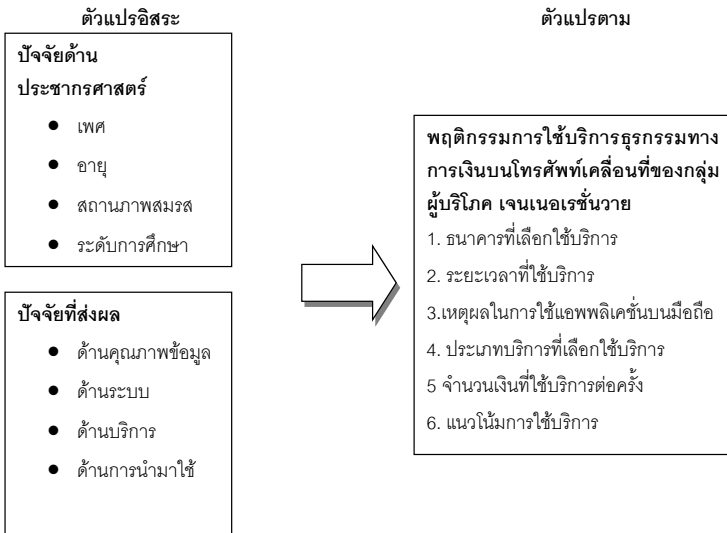 ตัวแปรอิสระ
ตัวแปรตาม
ปัจจัยด้าน
ประชากรศาสตร์
● เพศ
● อายุ
● สถานภาพสมรส
● ระดับการศึกษา
ปัจจัยที่ส่งผล
● ด้านคุณภาพข้อมูล
● ด้านระบบ
● ด้านบริการ
● ด้านการนำมาใช้
พฤติกรรมการใช้บริการธุรกรรมทาง
การเงินบนโทรศัพท์เคลื่อนที่ของกลุ่ม
ผู้บริโภค เจนเนอเรชั่นวาย
1. ธนาคารที่เลือกใช้บริการ
2. ระยะเวลาที่ใช้บริการ
3.เหตุผลในการใช้แอพพลิเคชั่นบนมือถือ
4. ประเภทบริการที่เลือกใช้บริการ
5 จำนวนเงินที่ใช้บริการต่อครั้ง
6. แนวโน้มการใช้บริการ